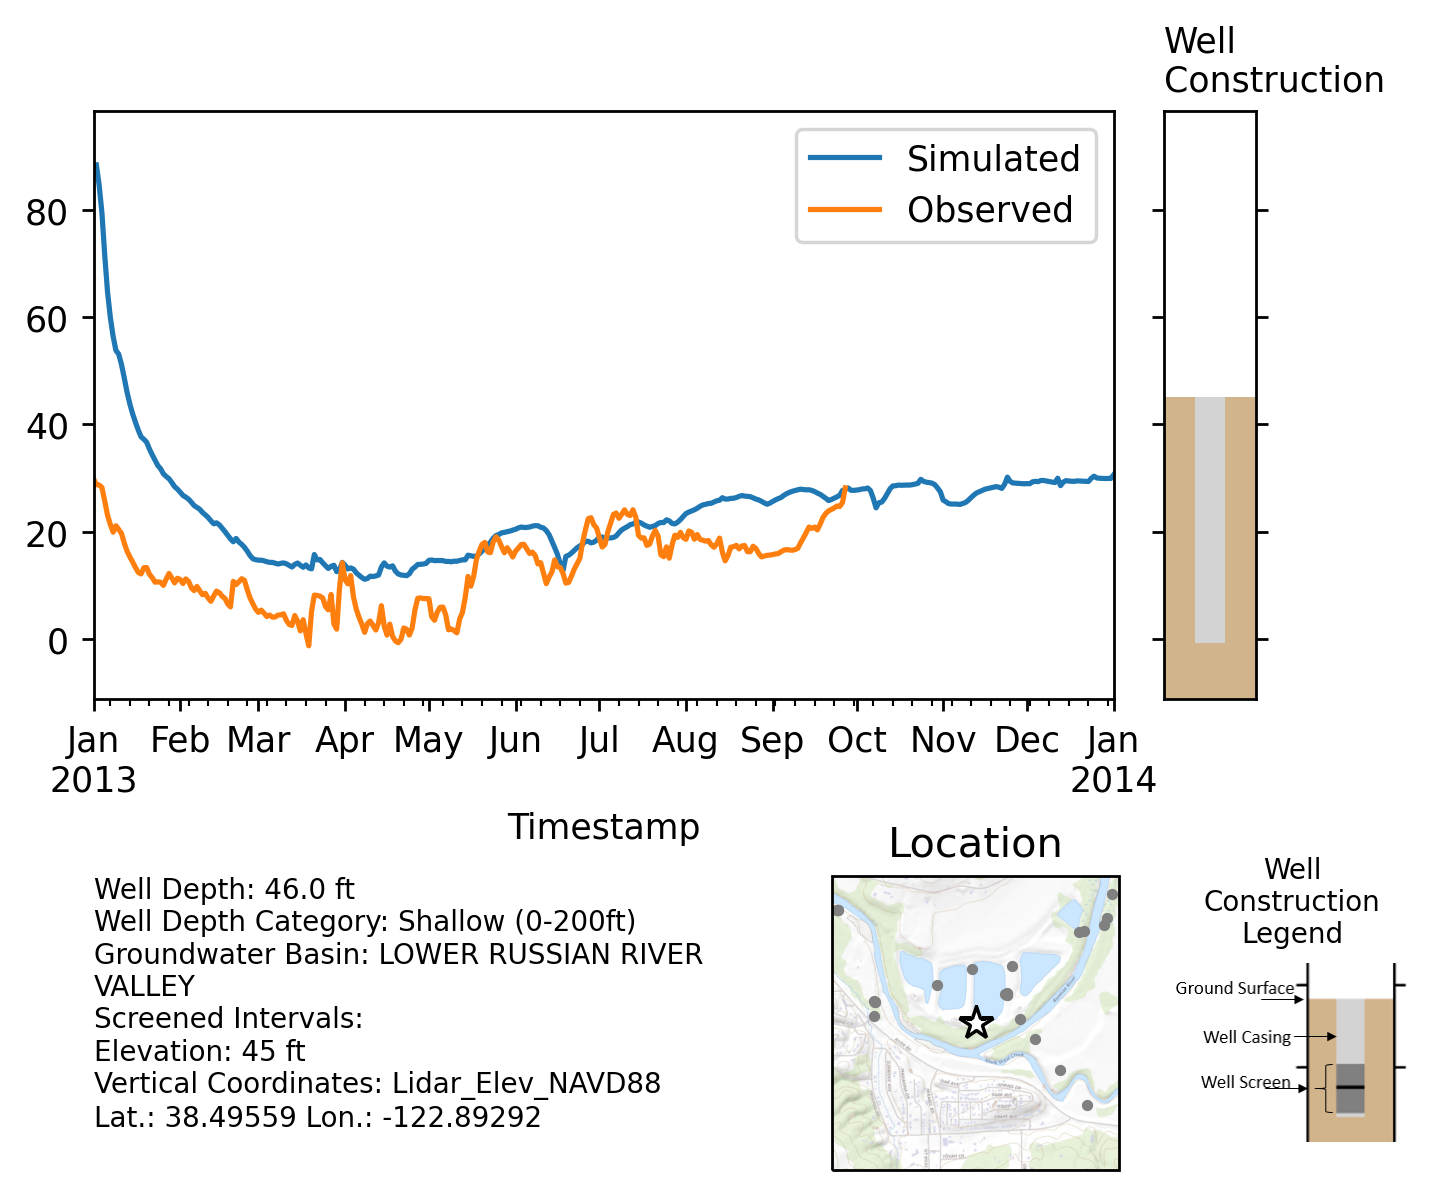 Well
Construction
Simulated
Observed
80
60
40
20
0
Jan Feb Mar Apr May Jun Jul Aug Sep Oct Nov Dec Jan
2013 2014
Timestamp
Well Depth: 46.0 ft
Well Depth Category: Shallow (0-200ft)
Groundwater Basin: LOWER RUSSIAN RIVER
VALLEY
Screened Intervals:
Elevation: 45 ft
Vertical Coordinates: Lidar_Elev_NAVD88
Lat.: 38.49559 Lon.: -122.89292
Location
Well
Construction
Legend
Ground Surface
Well Casing
Well Screen